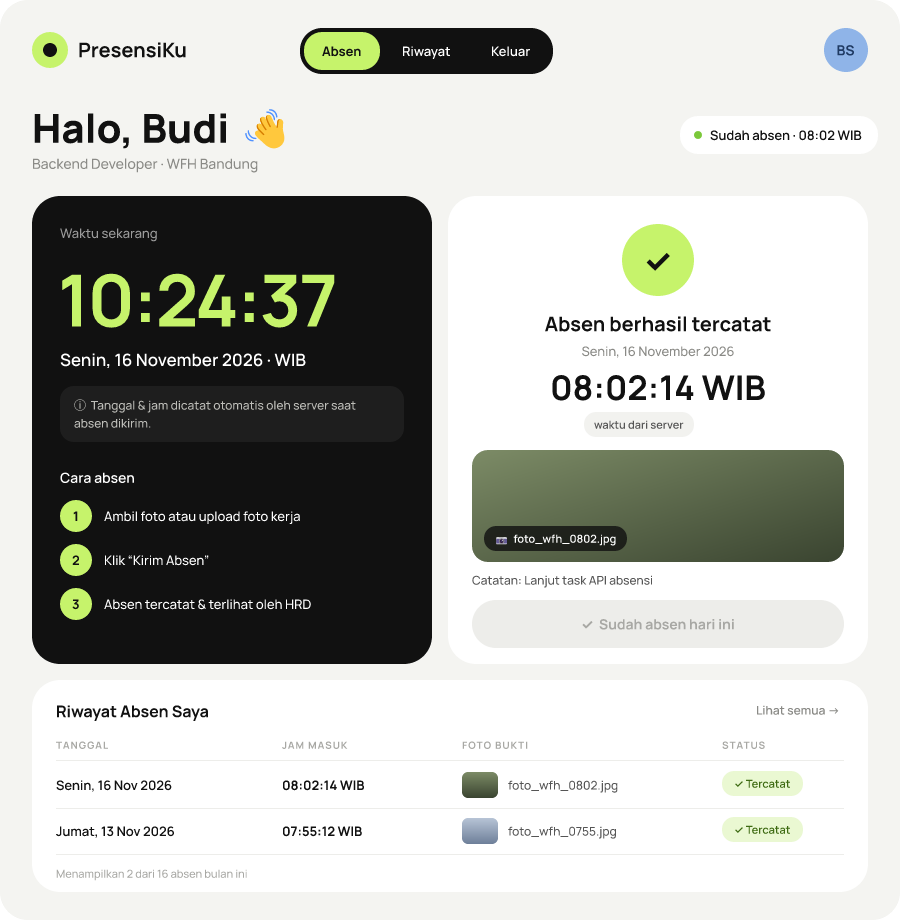 PresensiKu
Absen
Riwayat
Keluar
BS
Halo, Budi 👋
Backend Developer · WFH Bandung
Sudah absen · 08:02 WIB
Waktu sekarang
10:24:37
Senin, 16 November 2026 · WIB
ⓘ Tanggal & jam dicatat otomatis oleh server saat
absen dikirim.
Cara absen
1 Ambil foto atau upload foto kerja
2 Klik “Kirim Absen”
3 Absen tercatat & terlihat oleh HRD
✓
Absen berhasil tercatat
Senin, 16 November 2026
08:02:14 WIB
waktu dari server
📷 foto_wfh_0802.jpg
Catatan: Lanjut task API absensi
✓ Sudah absen hari ini
Riwayat Absen Saya
Lihat semua →
TANGGAL JAM MASUK FOTO BUKTI STATUS
Senin, 16 Nov 2026 08:02:14 WIB foto_wfh_0802.jpg ✓ Tercatat
Jumat, 13 Nov 2026 07:55:12 WIB foto_wfh_0755.jpg ✓ Tercatat
Menampilkan 2 dari 16 absen bulan ini